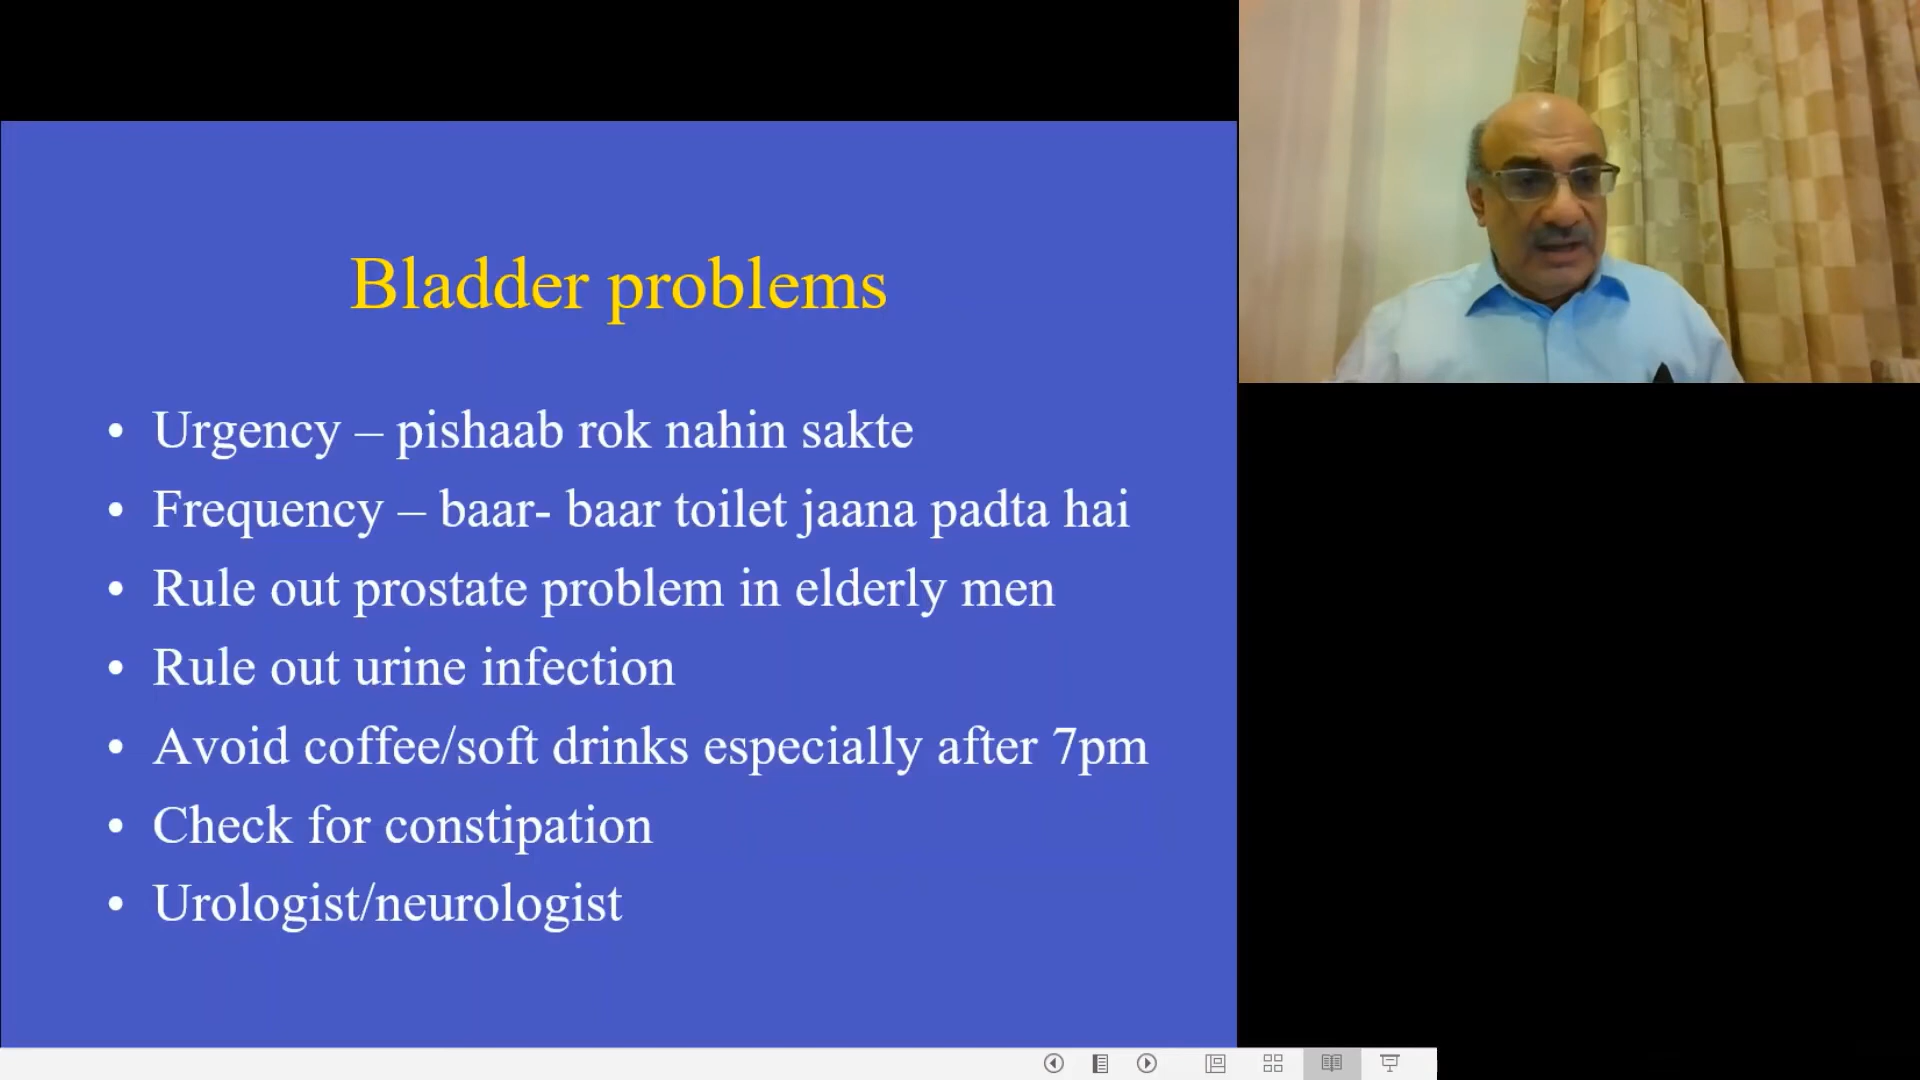 Bladder problems
• Urgency – pishaab rok nahin sakte
• Frequency – baar- baar toilet jaana padta hai
• Rule out prostate problem in elderly men
• Rule out urine infection
• Avoid coffee/soft drinks especially after 7pm
• Check for constipation
• Urologist/neurologist